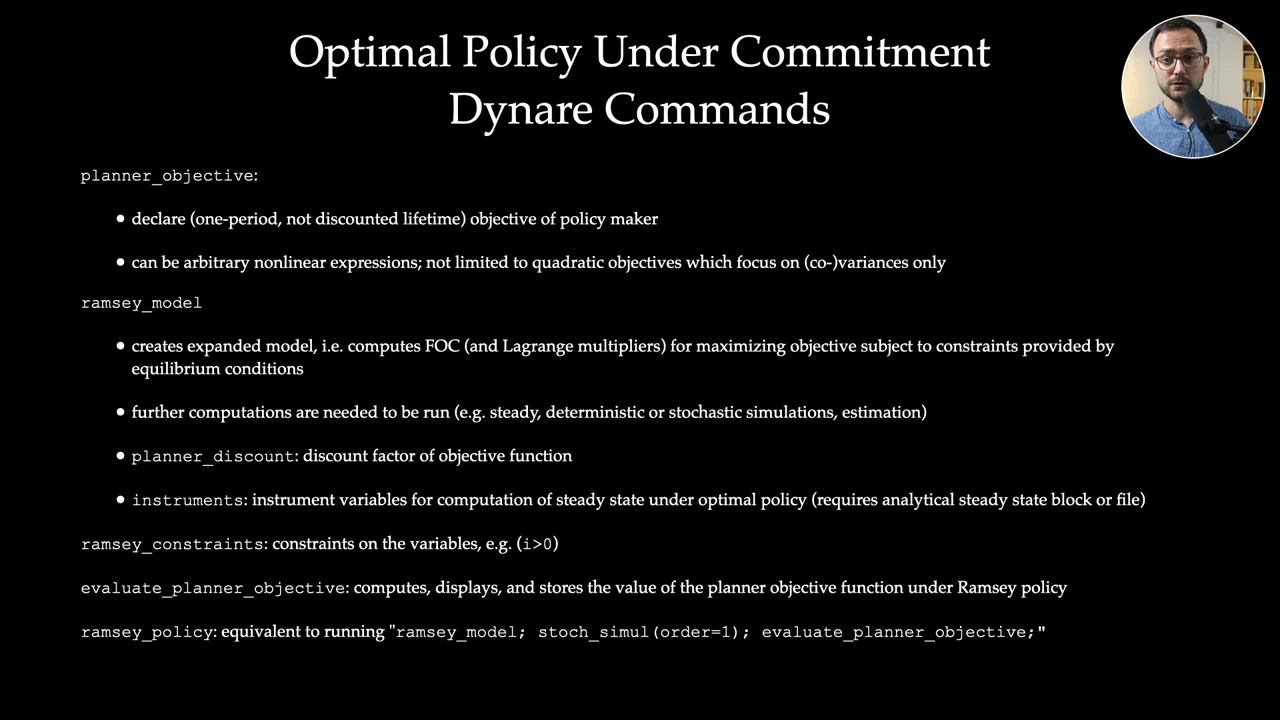 Optimal Policy Under Commitment
Dynare Commands
planner_objective:
• declare (one-period, not discounted lifetime) objective of policy maker
• can be arbitrary nonlinear expressions; not limited to quadratic objectives which focus on (co-)variances only
ramsey_model
• creates expanded model, i.e. computes FOC (and Lagrange multipliers) for maximizing objective subject to constraints provided by
equilibrium conditions
• further computations are needed to be run (e.g. steady, deterministic or stochastic simulations, estimation)
• planner_discount: discount factor of objective function
• instruments: instrument variables for computation of steady state under optimal policy (requires analytical steady state block or file)
ramsey_constraints: constraints on the variables, e.g. (i>0)
evaluate_planner_objective: computes, displays, and stores the value of the planner objective function under Ramsey policy
ramsey_policy: equivalent to running "ramsey_model; stoch_simul(order=1); evaluate_planner_objective;"